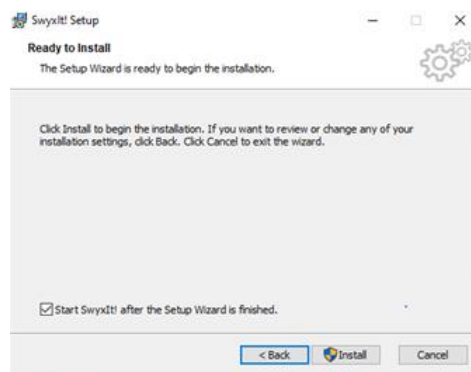 SwyxIt! Setup
Ready to Install
The Setup Wizard is ready to begin the installation.
Click Install to begin the installation. If you want to review or change any of your
installation settings, click Back. Click Cancel to exit the wizard.
Start SwyxIt! after the Setup Wizard is finished.
< Back Install Cancel